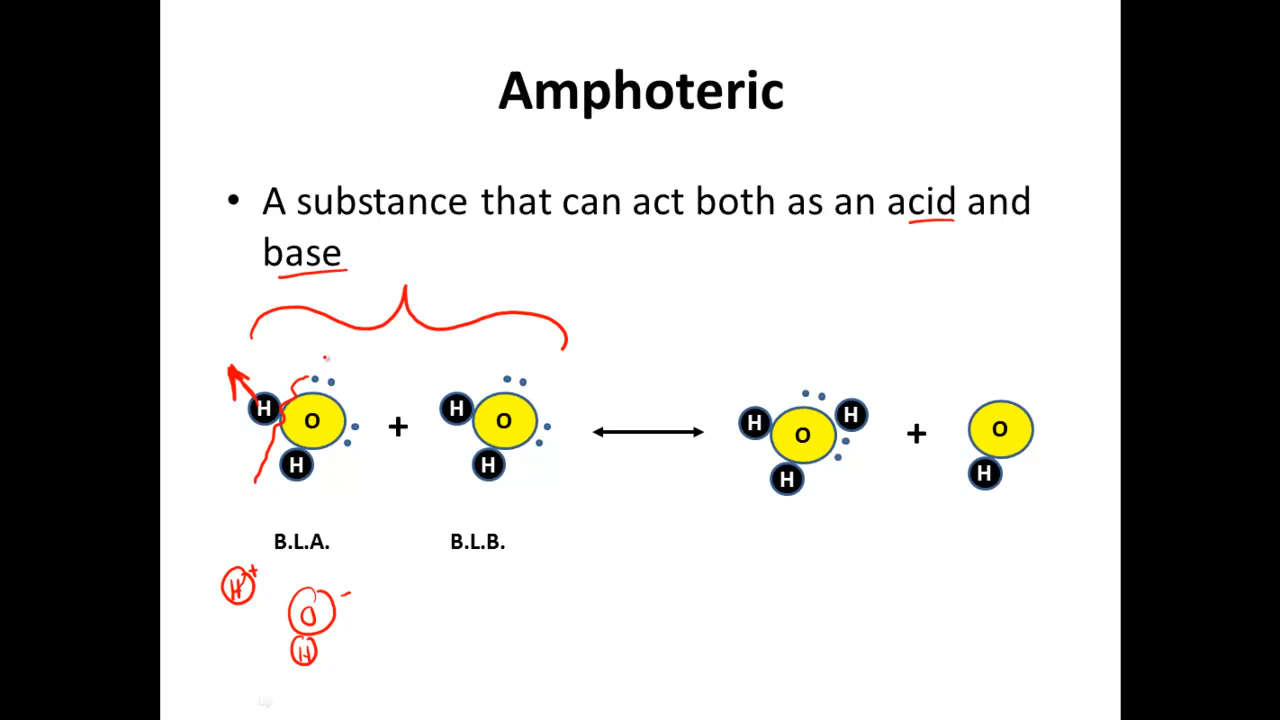 Amphoteric
• A substance that can act both as an acid and
base
H O H + H O H H O H H + O H
B.L.A. B.L.B.
H+
O-
H